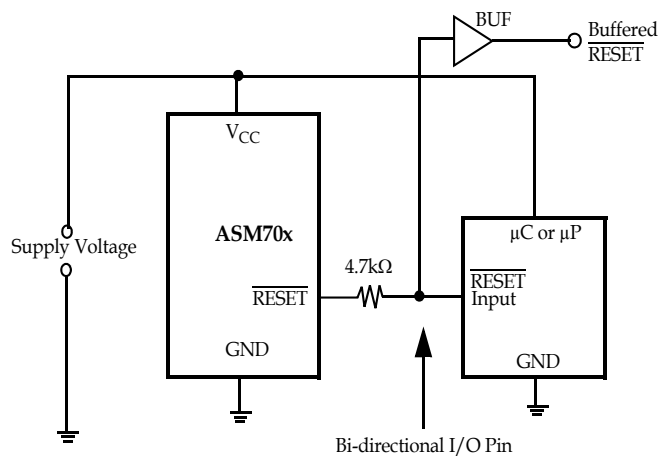 BUF
Buffered
RESET
V_CC
ASM70x
Supply Voltage
µC or µP
4.7kΩ
RESET
RESET
Input
GND
GND
Bi-directional I/O Pin